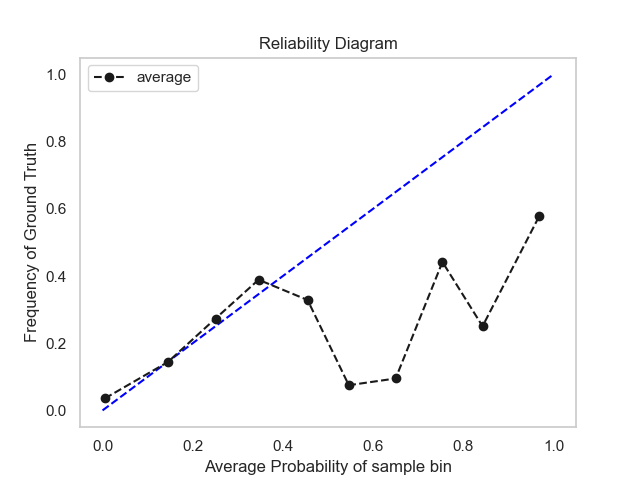 Reliability Diagram
average
Frequency of Ground Truth
1.0
0.8
0.6
0.4
0.2
0.0
0.0 0.2 0.4 0.6 0.8 1.0
Average Probability of sample bin